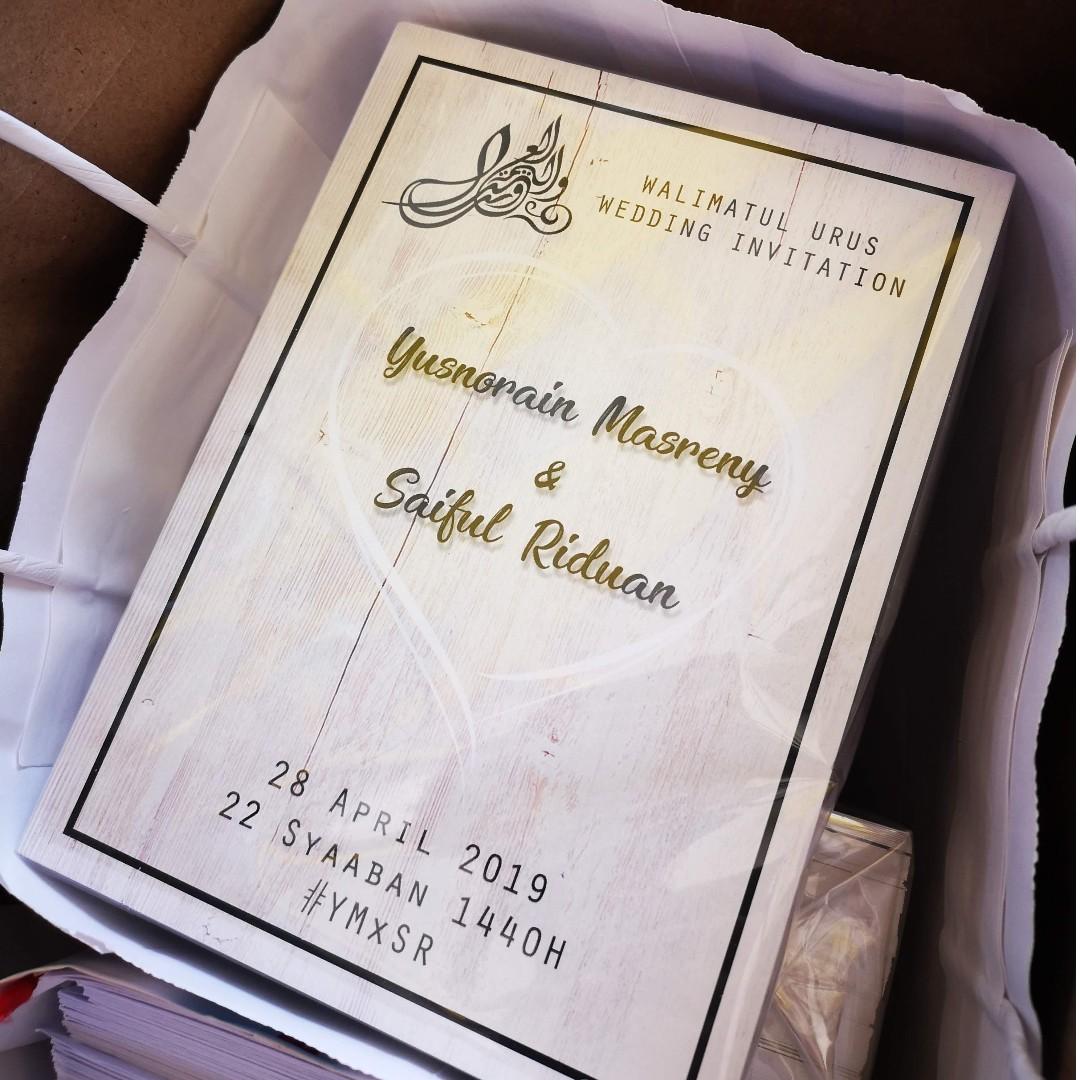 WALIMATUL URUS
WEDDING INVITATION
Yusnorain Masreny
&
Saiful Riduan
28 APRIL 2019
22 SYAABAN 1440H
#YMxSR